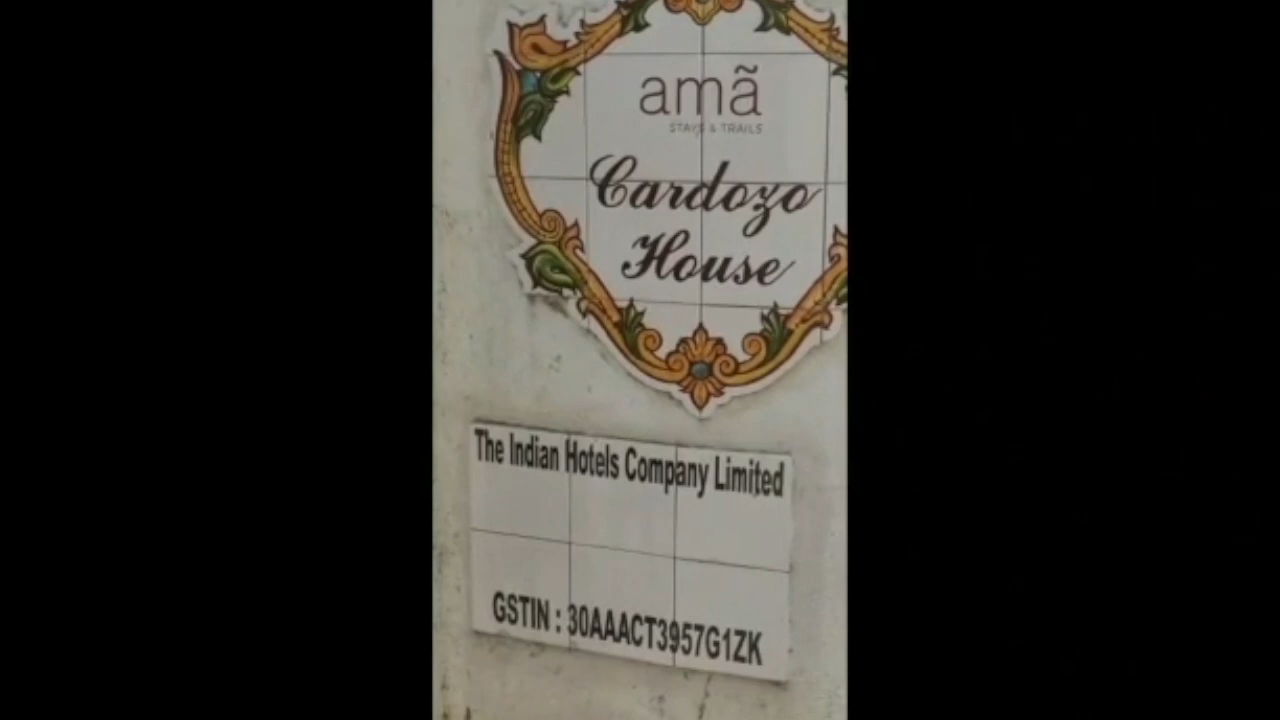 amã
STAYS & TRAILS
Cardozo
House
The Indian Hotels Company Limited
GSTIN : 30AAACT3957G1ZK